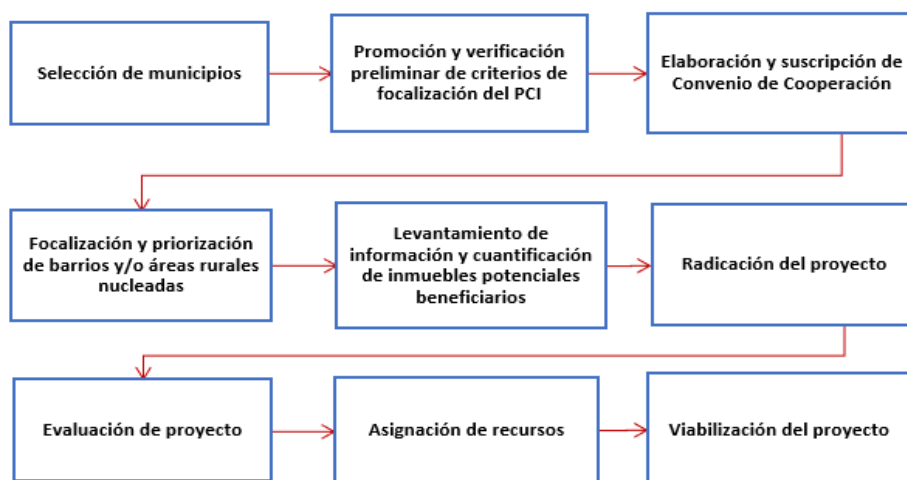 Selección de municipios
Promoción y verificación
preliminar de criterios de
focalización del PCI
Elaboración y suscripción de
Convenio de Cooperación
Focalización y priorización
de barrios y/o áreas rurales
nucleadas
Levantamiento de
información y cuantificación
de inmuebles potenciales
beneficiarios
Radicación del proyecto
Evaluación de proyecto
Asignación de recursos
Viabilización del proyecto